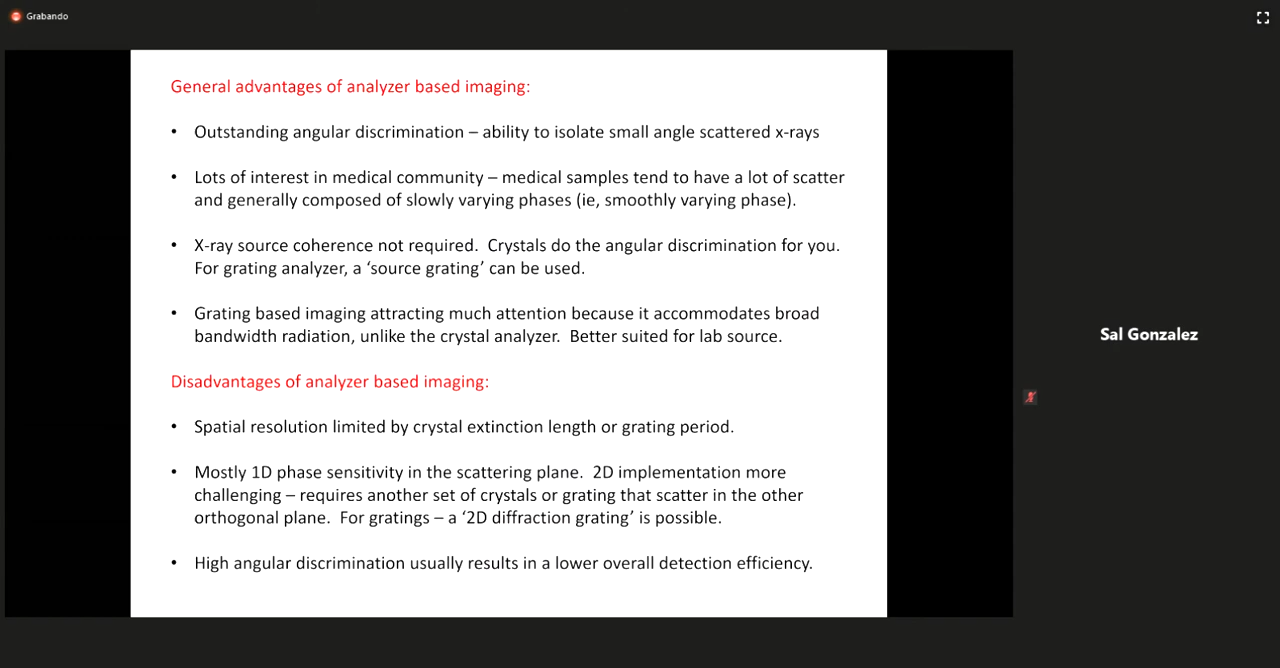 Grabando
General advantages of analyzer based imaging:
• Outstanding angular discrimination – ability to isolate small angle scattered x-rays
• Lots of interest in medical community – medical samples tend to have a lot of scatter
and generally composed of slowly varying phases (ie, smoothly varying phase).
• X-ray source coherence not required.  Crystals do the angular discrimination for you.
For grating analyzer, a ‘source grating’ can be used.
• Grating based imaging attracting much attention because it accommodates broad
bandwidth radiation, unlike the crystal analyzer.  Better suited for lab source.
Disadvantages of analyzer based imaging:
• Spatial resolution limited by crystal extinction length or grating period.
• Mostly 1D phase sensitivity in the scattering plane.  2D implementation more
challenging – requires another set of crystals or grating that scatter in the other
orthogonal plane.  For gratings – a ‘2D diffraction grating’ is possible.
• High angular discrimination usually results in a lower overall detection efficiency.
Sal Gonzalez